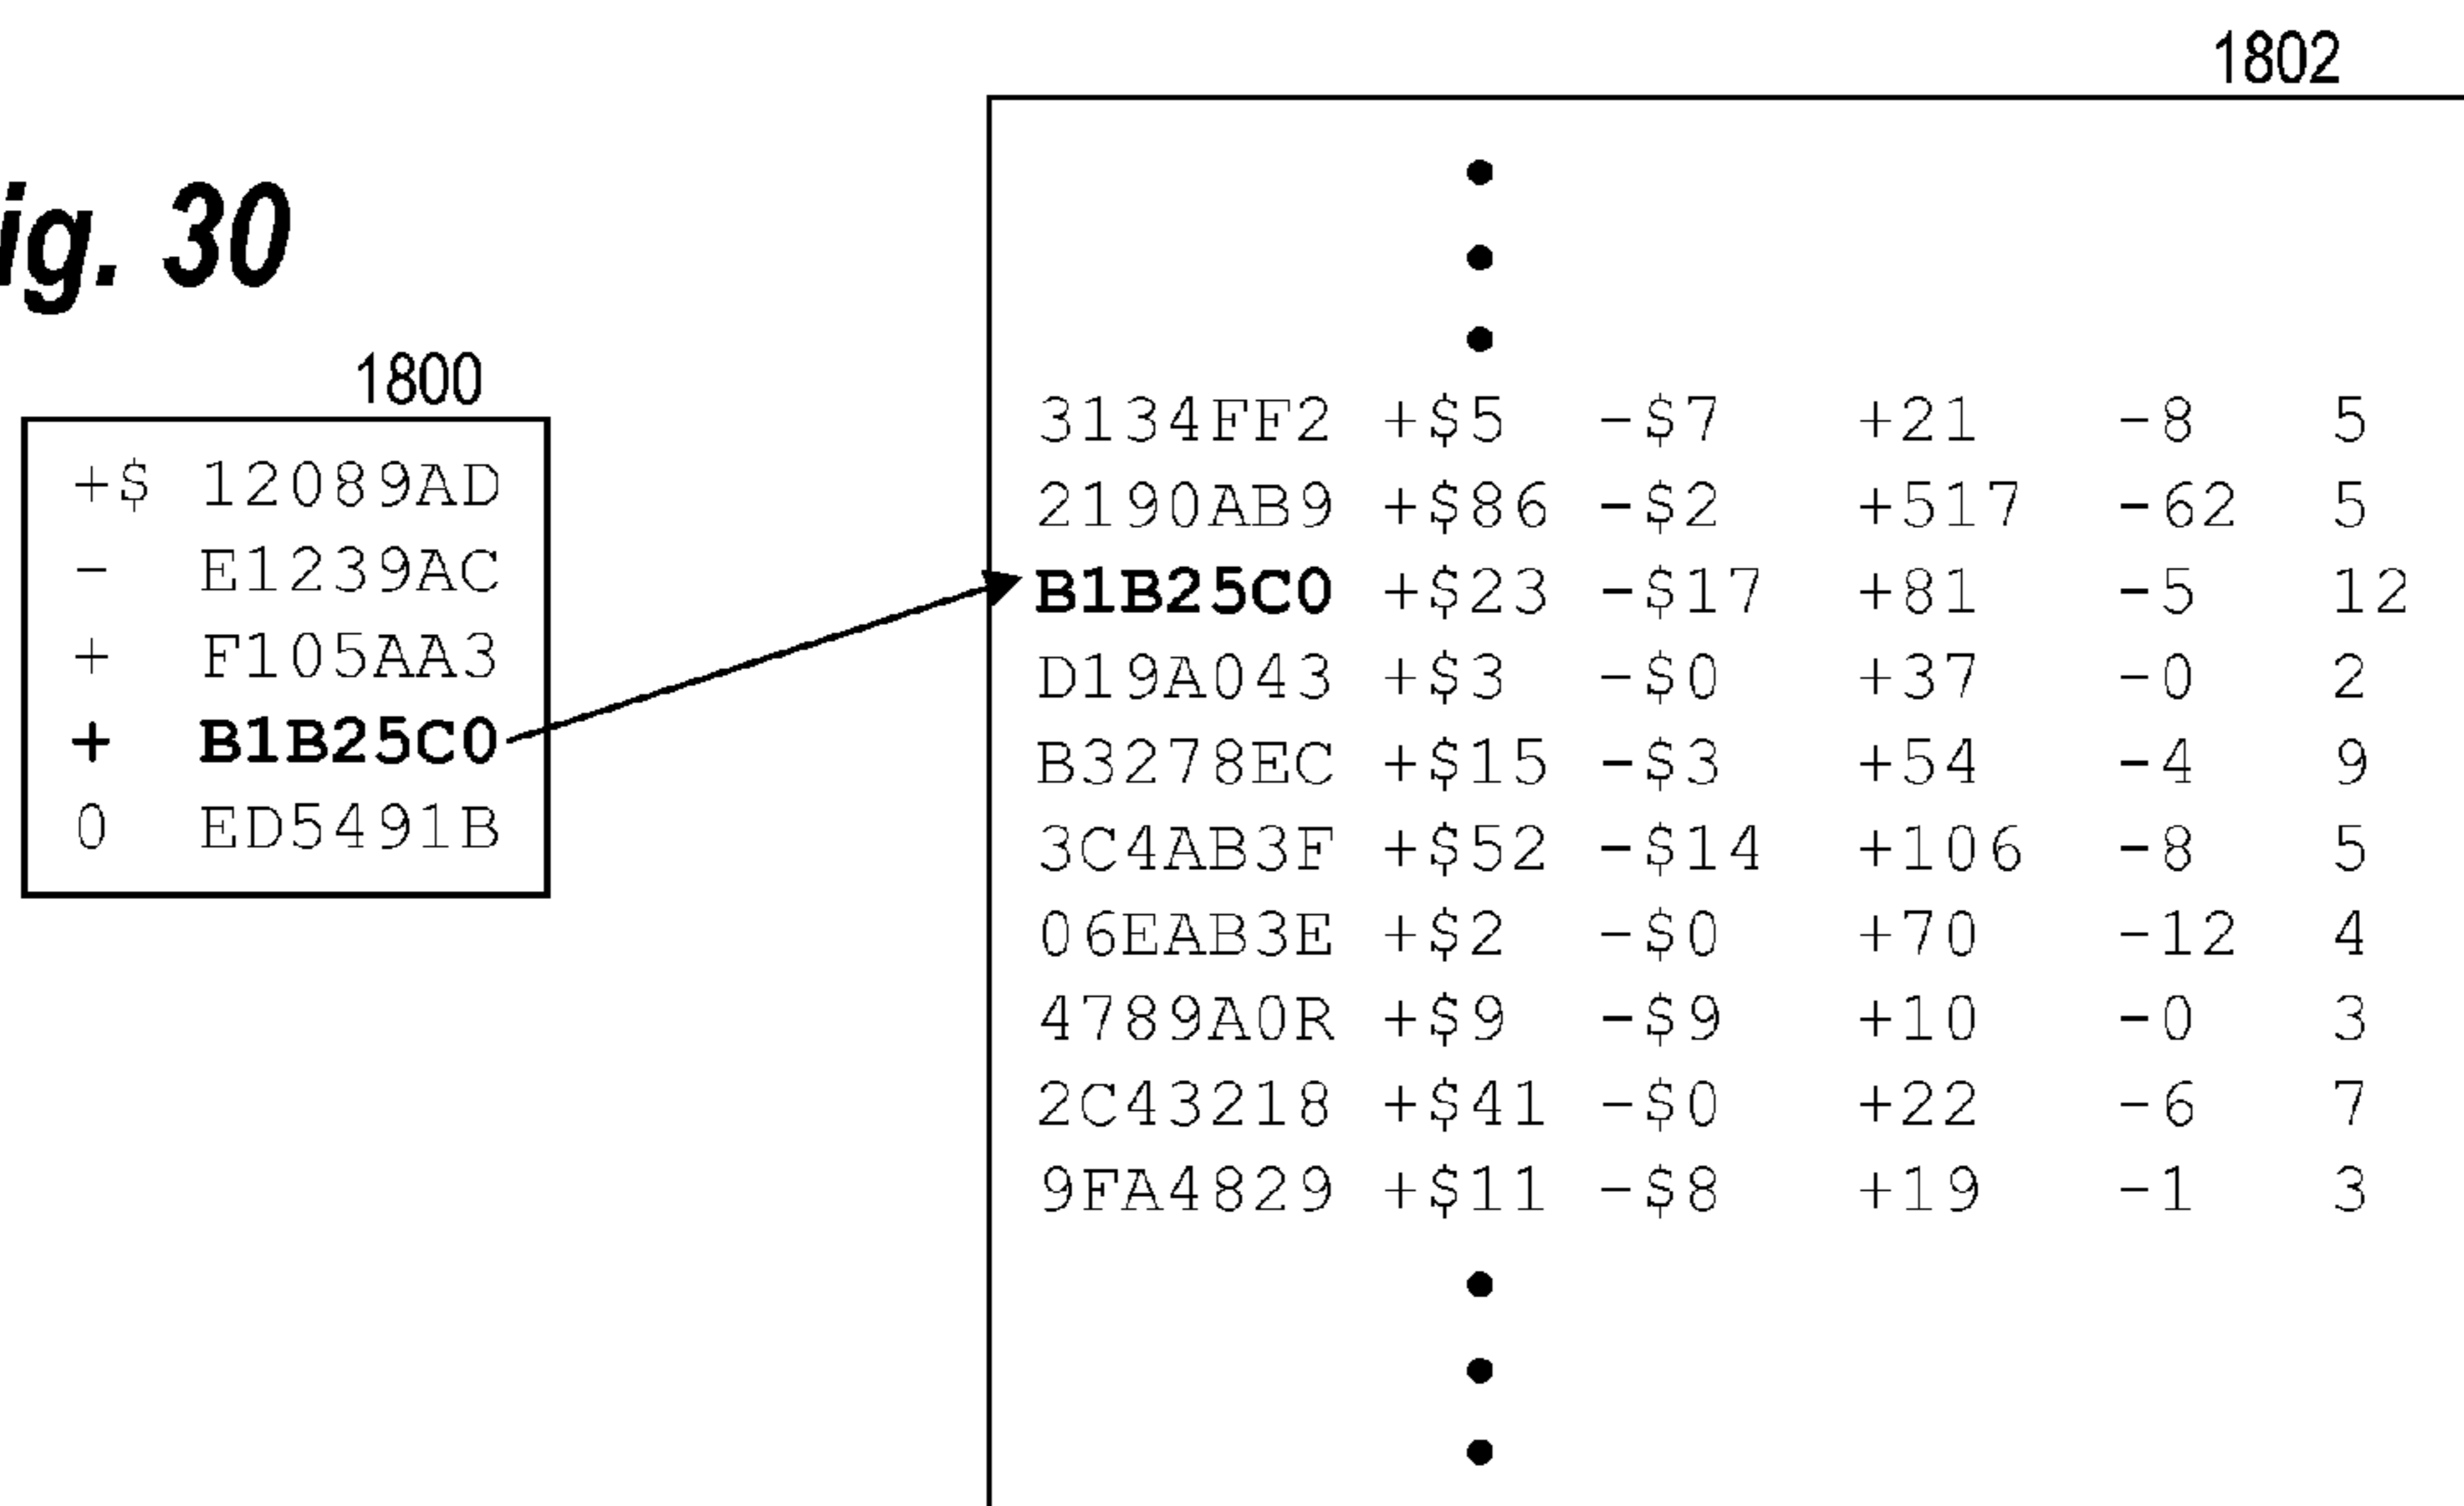 ig. 30
1800
+$ 12089AD
- E1239AC
+ F105AA3
+ B1B25C0
0 ED5491B
1802
3134FF2 +$5 -$7 +21 -8 5
2190AB9 +$86 -$2 +517 -62 5
B1B25C0 +$23 -$17 +81 -5 12
D19A043 +$3 -$0 +37 -0 2
B3278EC +$15 -$3 +54 -4 9
3C4AB3F +$52 -$14 +106 -8 5
06EAB3E +$2 -$0 +70 -12 4
4789A0R +$9 -$9 +10 -0 3
2C43218 +$41 -$0 +22 -6 7
9FA4829 +$11 -$8 +19 -1 3